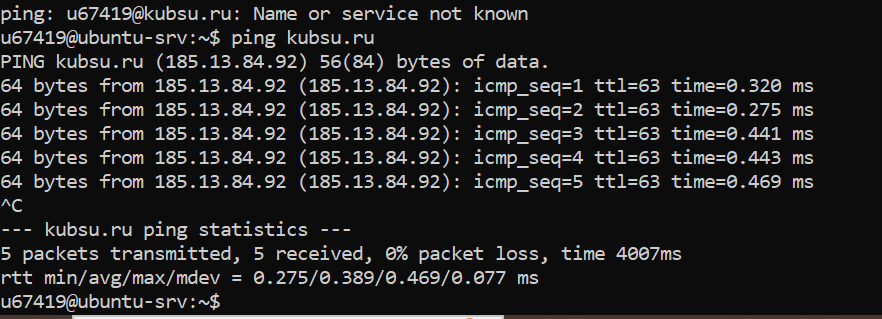 ping: u67419@kubsu.ru: Name or service not known
u67419@ubuntu-srv:~$ ping kubsu.ru
PING kubsu.ru (185.13.84.92) 56(84) bytes of data.
64 bytes from 185.13.84.92 (185.13.84.92): icmp_seq=1 ttl=63 time=0.320 ms
64 bytes from 185.13.84.92 (185.13.84.92): icmp_seq=2 ttl=63 time=0.275 ms
64 bytes from 185.13.84.92 (185.13.84.92): icmp_seq=3 ttl=63 time=0.441 ms
64 bytes from 185.13.84.92 (185.13.84.92): icmp_seq=4 ttl=63 time=0.443 ms
64 bytes from 185.13.84.92 (185.13.84.92): icmp_seq=5 ttl=63 time=0.469 ms
^C
--- kubsu.ru ping statistics ---
5 packets transmitted, 5 received, 0% packet loss, time 4007ms
rtt min/avg/max/mdev = 0.275/0.389/0.469/0.077 ms
u67419@ubuntu-srv:~$